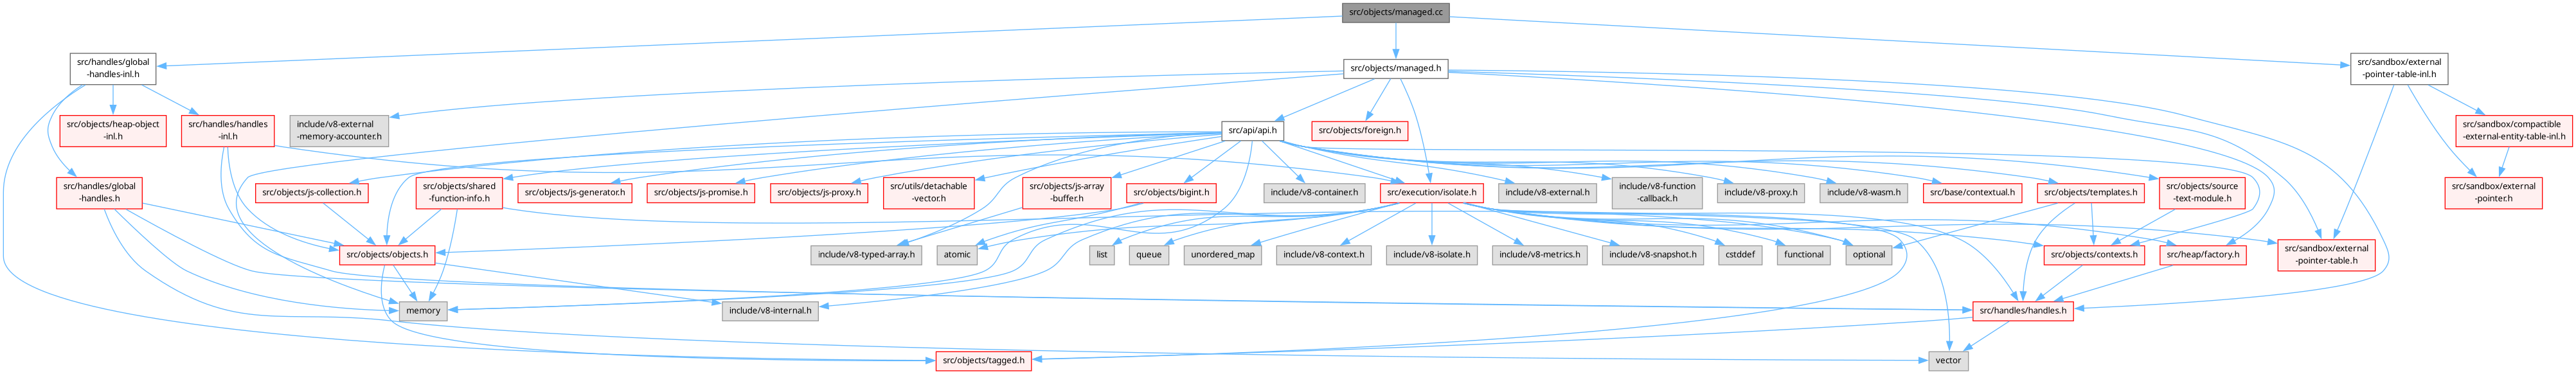 src/objects/managed.cc
src/handles/global
-handles-inl.h
src/objects/managed.h
src/sandbox/external
-pointer-table-inl.h
src/objects/heap-object
-inl.h
src/handles/handles
-inl.h
include/v8-external
-memory-accounter.h
src/api/api.h
src/objects/foreign.h
src/sandbox/compactible
-external-entity-table-inl.h
src/handles/global
-handles.h
src/objects/js-collection.h
src/objects/shared
-function-info.h
src/objects/js-generator.h
src/objects/js-promise.h
src/objects/js-proxy.h
src/utils/detachable
-vector.h
src/objects/js-array
-buffer.h
src/objects/bigint.h
include/v8-container.h
src/execution/isolate.h
include/v8-external.h
include/v8-function
-callback.h
include/v8-proxy.h
include/v8-wasm.h
src/base/contextual.h
src/objects/templates.h
src/objects/source
-text-module.h
src/sandbox/external
-pointer.h
src/objects/objects.h
include/v8-typed-array.h
atomic
list
queue
unordered_map
include/v8-context.h
include/v8-isolate.h
include/v8-metrics.h
include/v8-snapshot.h
cstddef
functional
optional
src/objects/contexts.h
src/heap/factory.h
src/sandbox/external
-pointer-table.h
memory
include/v8-internal.h
src/handles/handles.h
src/objects/tagged.h
vector